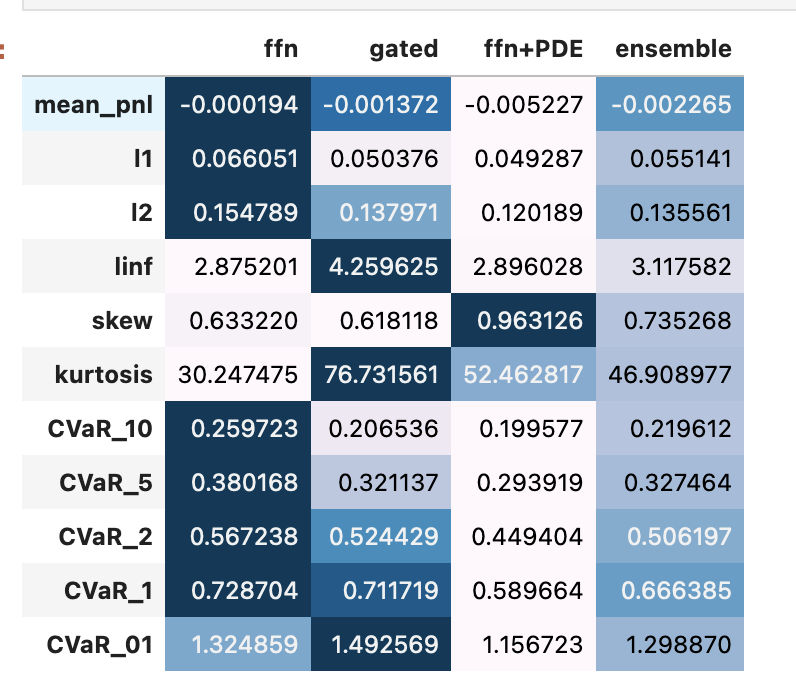 ffn gated ffn+PDE ensemble
mean_pnl -0.000194 -0.001372 -0.005227 -0.002265
l1 0.066051 0.050376 0.049287 0.055141
l2 0.154789 0.137971 0.120189 0.135561
linf 2.875201 4.259625 2.896028 3.117582
skew 0.633220 0.618118 0.963126 0.735268
kurtosis 30.247475 76.731561 52.462817 46.908977
CVaR_10 0.259723 0.206536 0.199577 0.219612
CVaR_5 0.380168 0.321137 0.293919 0.327464
CVaR_2 0.567238 0.524429 0.449404 0.506197
CVaR_1 0.728704 0.711719 0.589664 0.666385
CVaR_01 1.324859 1.492569 1.156723 1.298870